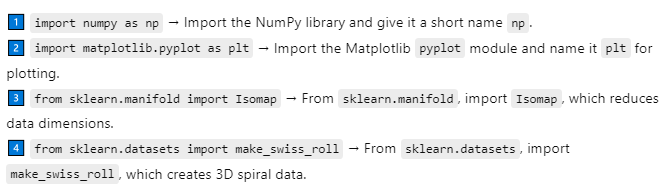 1 import numpy as np → Import the NumPy library and give it a short name np.
2 import matplotlib.pyplot as plt → Import the Matplotlib pyplot module and name it plt for
plotting.
3 from sklearn.manifold import Isomap → From sklearn.manifold, import Isomap, which reduces
data dimensions.
4 from sklearn.datasets import make_swiss_roll → From sklearn.datasets, import
make_swiss_roll, which creates 3D spiral data.